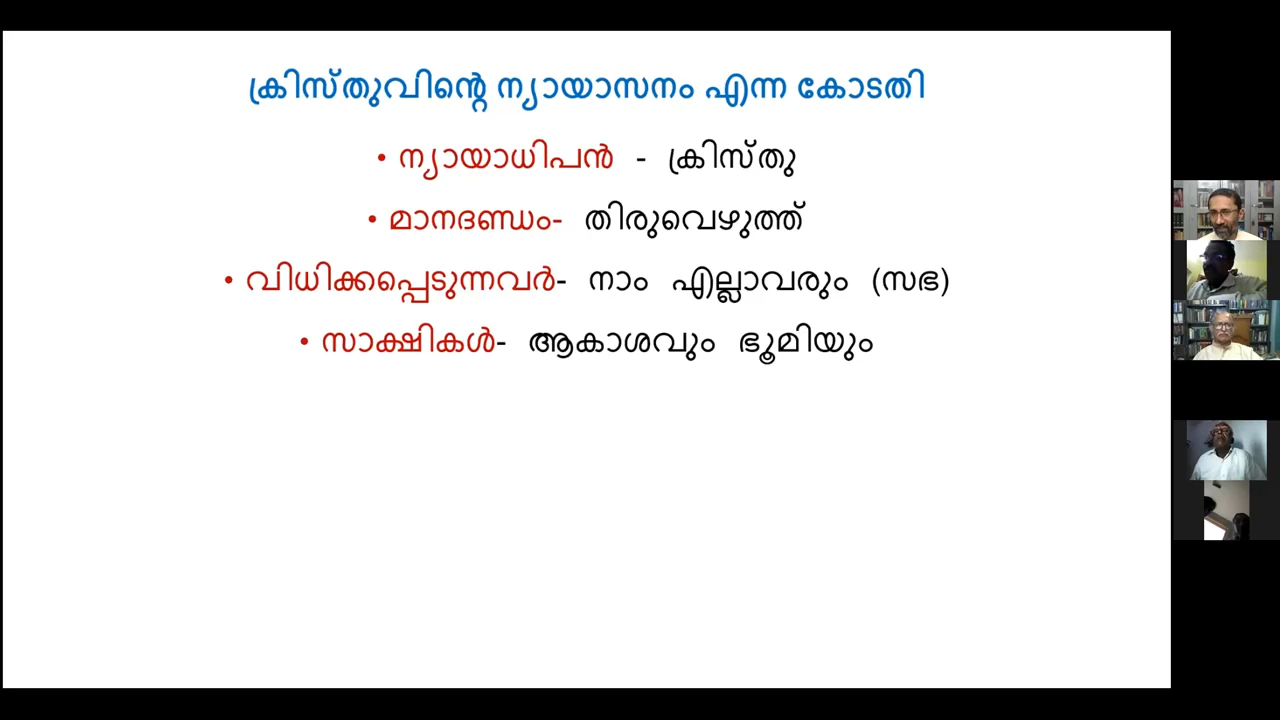 ക്രിസ്തുവിന്റെ ന്യായാസനം എന്ന കോടതി
• ന്യായാധിപൻ - ക്രിസ്തു
• മാനദണ്ഡം- തിരുവെഴുത്ത്
• വിധിക്കപ്പെടുന്നവർ- നാം എല്ലാവരും (സഭ)
• സാക്ഷികൾ- ആകാശവും ഭൂമിയും